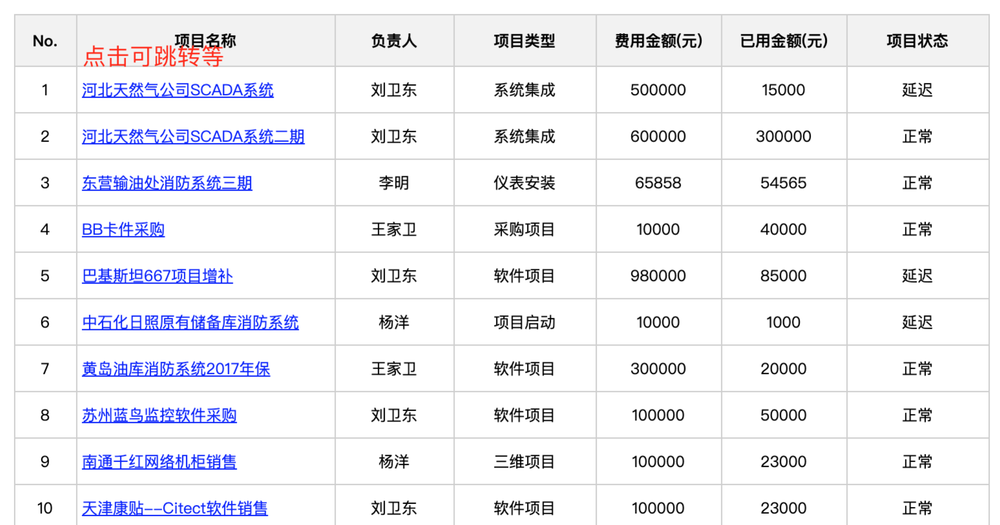 No. 项目名称 负责人 项目类型 费用金额(元) 已用金额(元) 项目状态
点击可跳转等
1 河北天然气公司SCADA系统 刘卫东 系统集成 500000 15000 延迟
2 河北天然气公司SCADA系统二期 刘卫东 系统集成 600000 300000 正常
3 东营输油处消防系统三期 李明 仪表安装 65858 54565 正常
4 BB卡件采购 王家卫 采购项目 10000 40000 正常
5 巴基斯坦667项目增补 刘卫东 软件项目 980000 85000 延迟
6 中石化日照原有储备库消防系统 杨洋 项目启动 10000 1000 延迟
7 黄岛油库消防系统2017年保 王家卫 软件项目 300000 20000 正常
8 苏州蓝鸟监控软件采购 刘卫东 软件项目 100000 50000 正常
9 南通千红网络机柜销售 杨洋 三维项目 100000 23000 正常
10 天津康贴--Citect软件销售 刘卫东 软件项目 100000 23000 正常